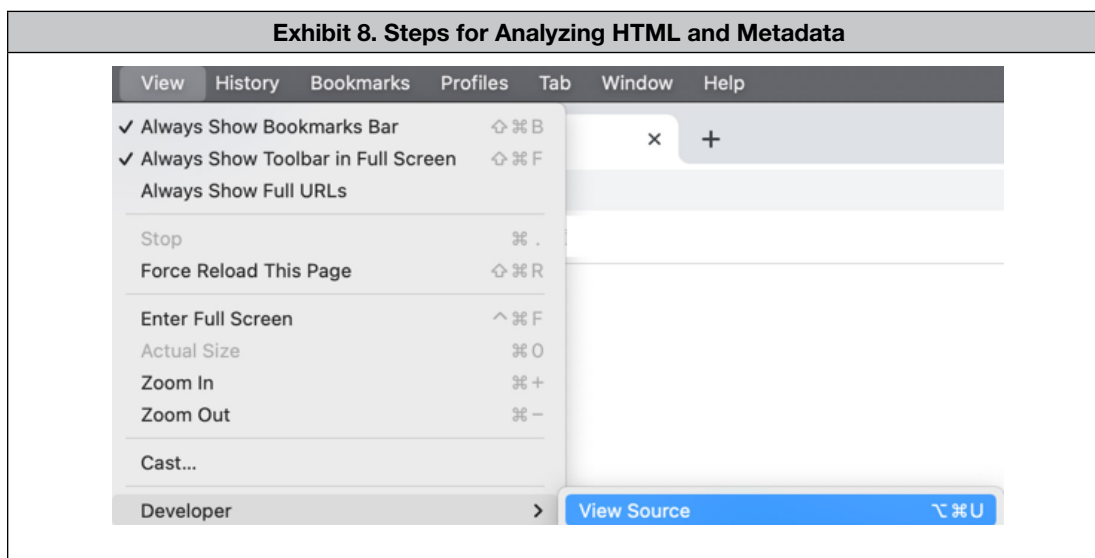 Exhibit 8. Steps for Analyzing HTML and Metadata
View History Bookmarks Profiles Tab Window Help
✓ Always Show Bookmarks Bar ⇧⌘B
✓ Always Show Toolbar in Full Screen ⇧⌘F
Always Show Full URLs
Stop ⌘.
Force Reload This Page ⇧⌘R
Enter Full Screen ^⌘F
Actual Size ⌘0
Zoom In ⌘+
Zoom Out ⌘−
Cast...
Developer > View Source ⌥⌘U